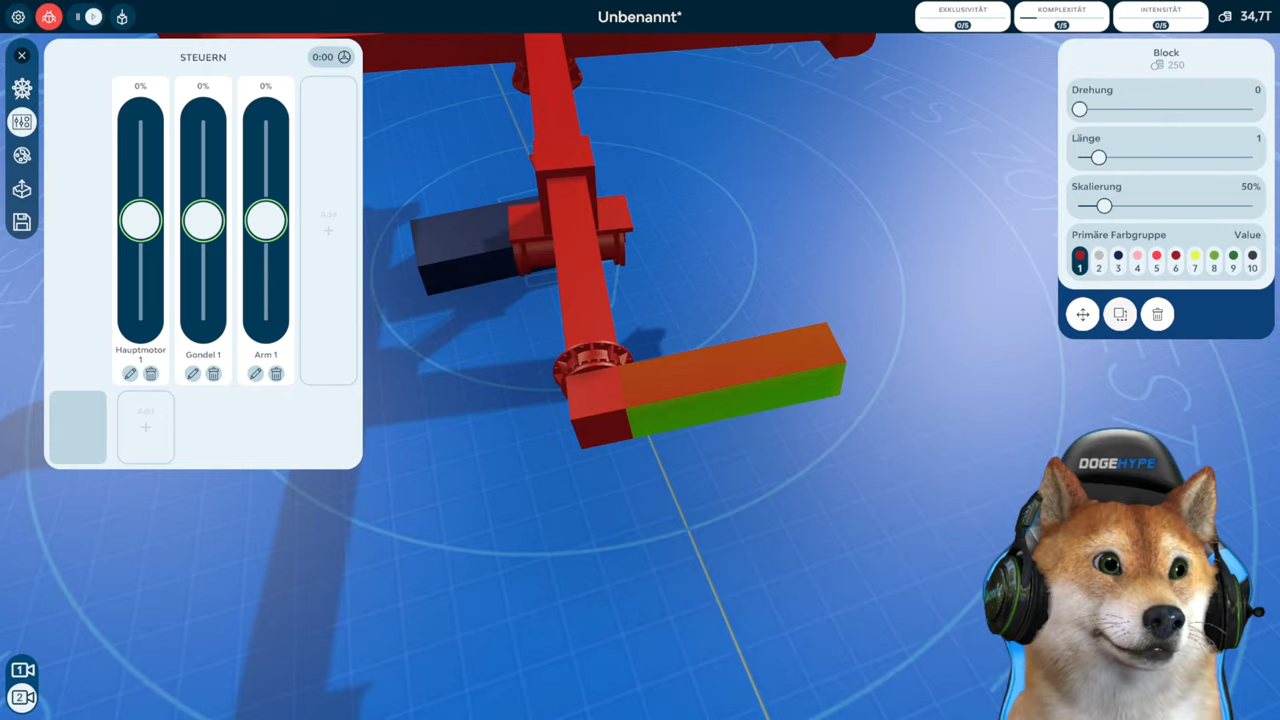 Unbenannt*
EXKLUSIVITÄT
0/5
KOMPLEXITÄT
1/5
INTENSITÄT
0/5
34,7T
STEUERN
0:00
0%
0%
0%
Add
+
Hauptmotor
1
Gondel 1
Arm 1
Add
+
Block
250
Drehung 0
Länge 1
Skalierung 50%
Primäre Farbgruppe Value
1 2 3 4 5 6 7 8 9 10
DOGEHYPE
1
2